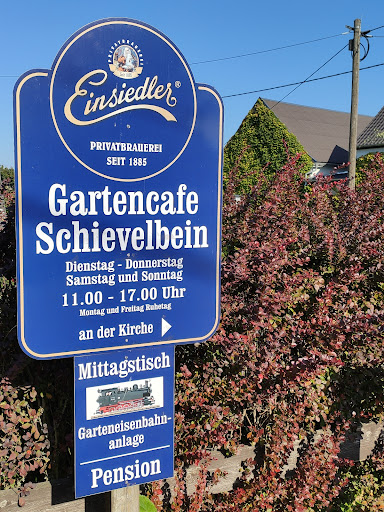 PRIVATBRAUEREI
Einsiedler®
PRIVATBRAUEREI
SEIT 1885
Gartencafe
Schievelbein
Dienstag - Donnerstag
Samstag und Sonntag
11.00 - 17.00 Uhr
Montag und Freitag Ruhetag
an der Kirche
Mittagstisch
Garteneisenbahn-
anlage
Pension